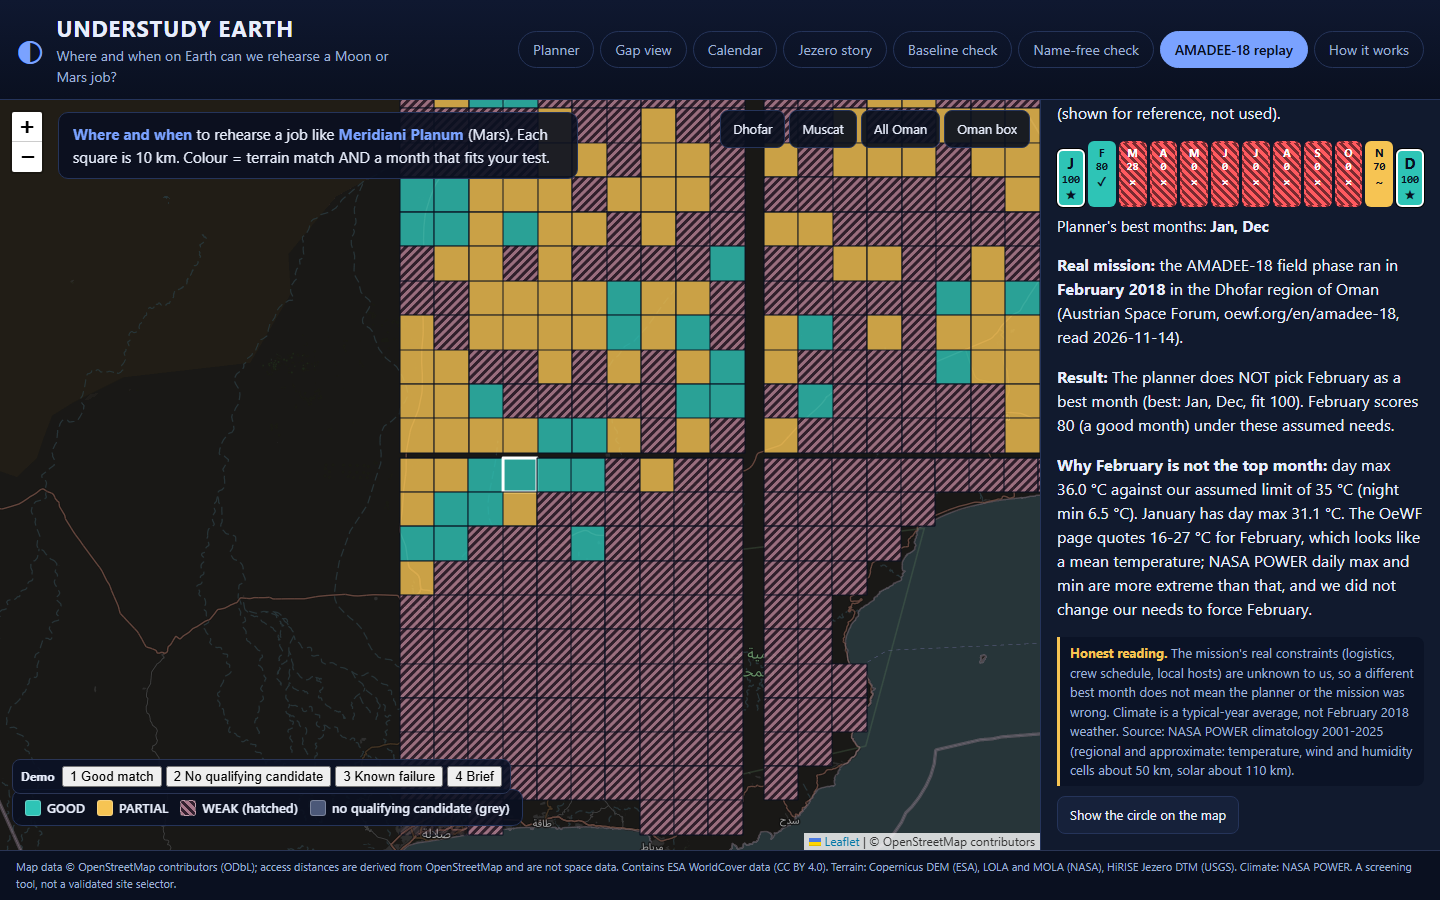 UNDERSTUDY EARTH
Where and when on Earth can we rehearse a Moon or
Mars job?
Planner
Gap view
Calendar
Jezero story
Baseline check
Name-free check
AMADEE-18 replay
How it works
+
−
Where and when to rehearse a job like Meridiani Planum (Mars). Each
square is 10 km. Colour = terrain match AND a month that fits your test.
Dhofar
Muscat
All Oman
Oman box
(shown for reference, not used).
J F M A M J J A S O N D
100 80 28 0 0 0 0 0 0 0 70 100
★ ✓ × × × × × × × × ~ ★
Planner's best months: Jan, Dec
Real mission: the AMADEE-18 field phase ran in
February 2018 in the Dhofar region of Oman
(Austrian Space Forum, oewf.org/en/amadee-18,
read 2026-11-14).
Result: The planner does NOT pick February as a
best month (best: Jan, Dec, fit 100). February scores
80 (a good month) under these assumed needs.
Why February is not the top month: day max
36.0 °C against our assumed limit of 35 °C (night
min 6.5 °C). January has day max 31.1 °C. The OeWF
page quotes 16-27 °C for February, which looks like
a mean temperature; NASA POWER daily max and
min are more extreme than that, and we did not
change our needs to force February.
Honest reading. The mission's real constraints (logistics,
crew schedule, local hosts) are unknown to us, so a different
best month does not mean the planner or the mission was
wrong. Climate is a typical-year average, not February 2018
weather. Source: NASA POWER climatology 2001-2025
(regional and approximate: temperature, wind and humidity
cells about 50 km, solar about 110 km).
Show the circle on the map
Demo
1 Good match
2 No qualifying candidate
3 Known failure
4 Brief
GOOD
PARTIAL
WEAK (hatched)
no qualifying candidate (grey)
صلالة
طاقة
مرباط
سدح
Leaflet | © OpenStreetMap contributors
Map data © OpenStreetMap contributors (ODbL); access distances are derived from OpenStreetMap and are not space data. Contains ESA WorldCover data (CC BY 4.0). Terrain: Copernicus DEM (ESA), LOLA and MOLA (NASA), HiRISE Jezero DTM (USGS). Climate: NASA POWER. A screening
tool, not a validated site selector.